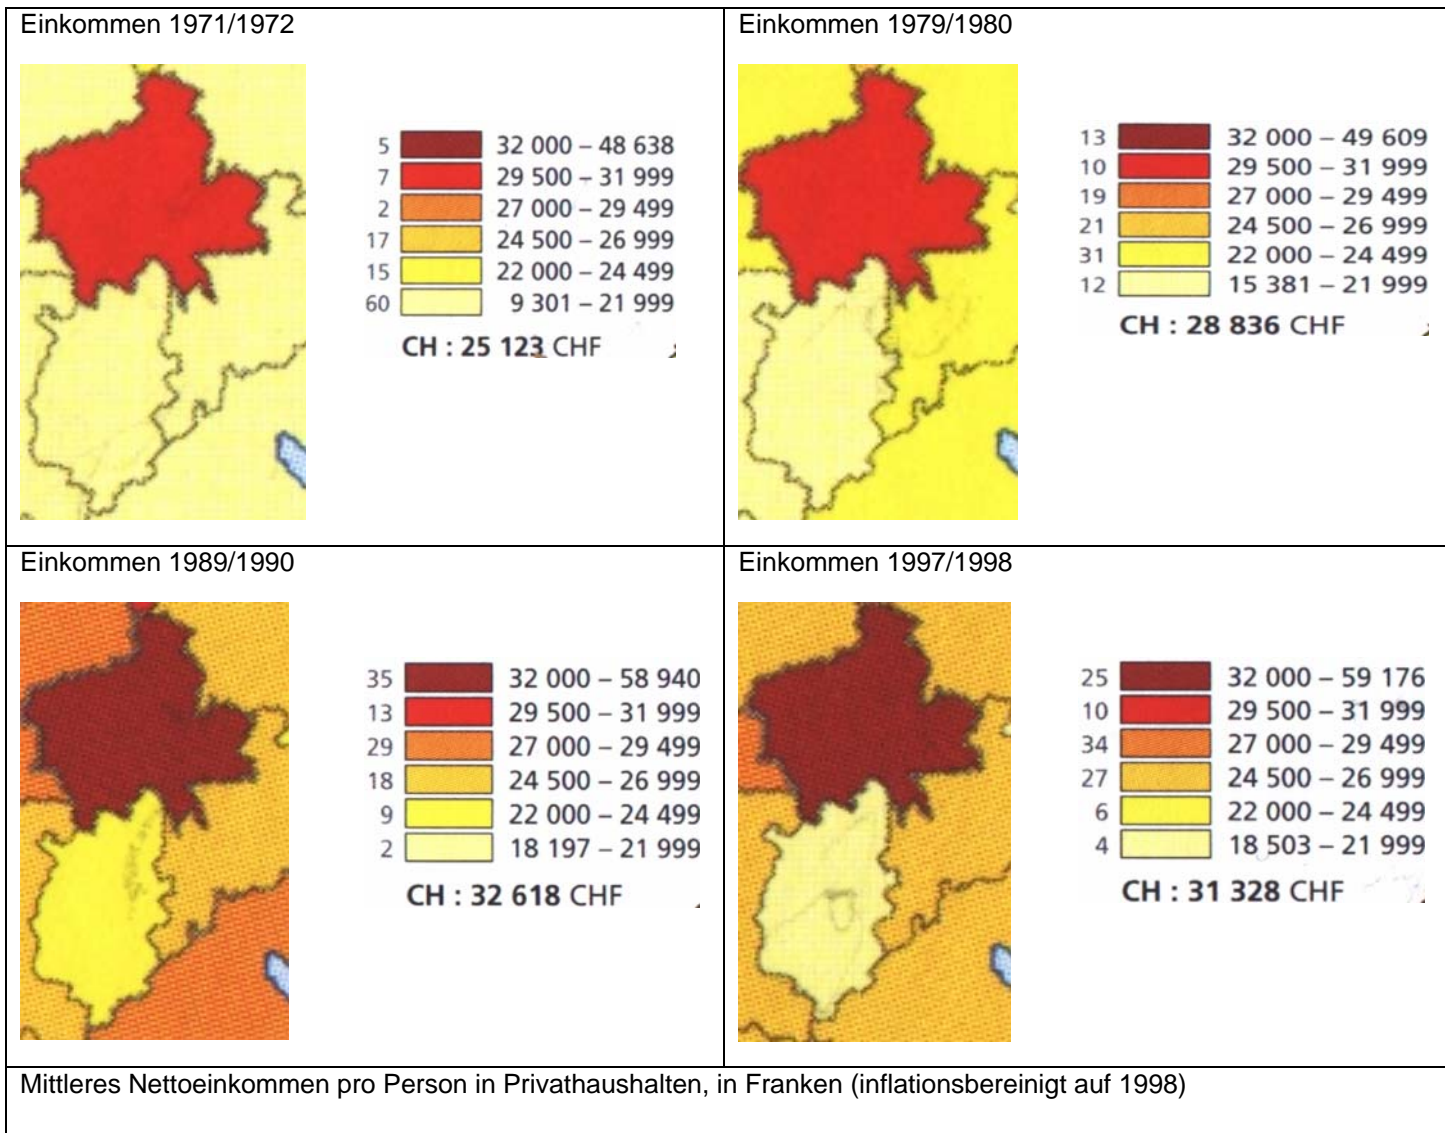 Einkommen 1971/1972
5 32 000 – 48 638
7 29 500 – 31 999
2 27 000 – 29 499
17 24 500 – 26 999
15 22 000 – 24 499
60 9 301 – 21 999
CH : 25 123 CHF
Einkommen 1979/1980
13 32 000 – 49 609
10 29 500 – 31 999
19 27 000 – 29 499
21 24 500 – 26 999
31 22 000 – 24 499
12 15 381 – 21 999
CH : 28 836 CHF
Einkommen 1989/1990
35 32 000 – 58 940
13 29 500 – 31 999
29 27 000 – 29 499
18 24 500 – 26 999
9 22 000 – 24 499
2 18 197 – 21 999
CH : 32 618 CHF
Einkommen 1997/1998
25 32 000 – 59 176
10 29 500 – 31 999
34 27 000 – 29 499
27 24 500 – 26 999
6 22 000 – 24 499
4 18 503 – 21 999
CH : 31 328 CHF
Mittleres Nettoeinkommen pro Person in Privathaushalten, in Franken (inflationsbereinigt auf 1998)